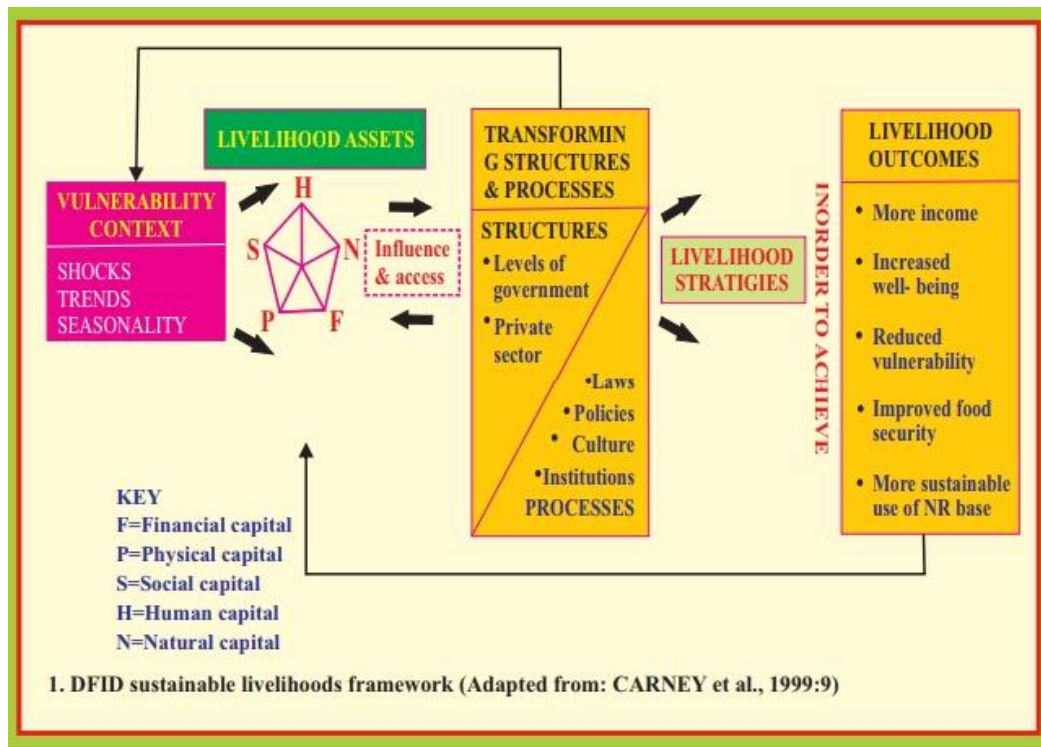 LIVELIHOOD ASSETS
VULNERABILITY
CONTEXT
SHOCKS
TRENDS
SEASONALITY
H
S
N
P
F
Influence
& access
TRANSFORMIN
G STRUCTURES
& PROCESSES
STRUCTURES
•Levels of
government
• Private
sector
•Laws
•Policies
• Culture
•Institutions
PROCESSES
LIVELIHOOD
STRATIGIES
INORDER TO ACHIEVE
LIVELIHOOD
OUTCOMES
• More income
• Increased
well- being
• Reduced
vulnerability
• Improved food
security
• More sustainable
use of NR base
KEY
F=Financial capital
P=Physical capital
S=Social capital
H=Human capital
N=Natural capital
1. DFID sustainable livelihoods framework (Adapted from: CARNEY et al., 1999:9)